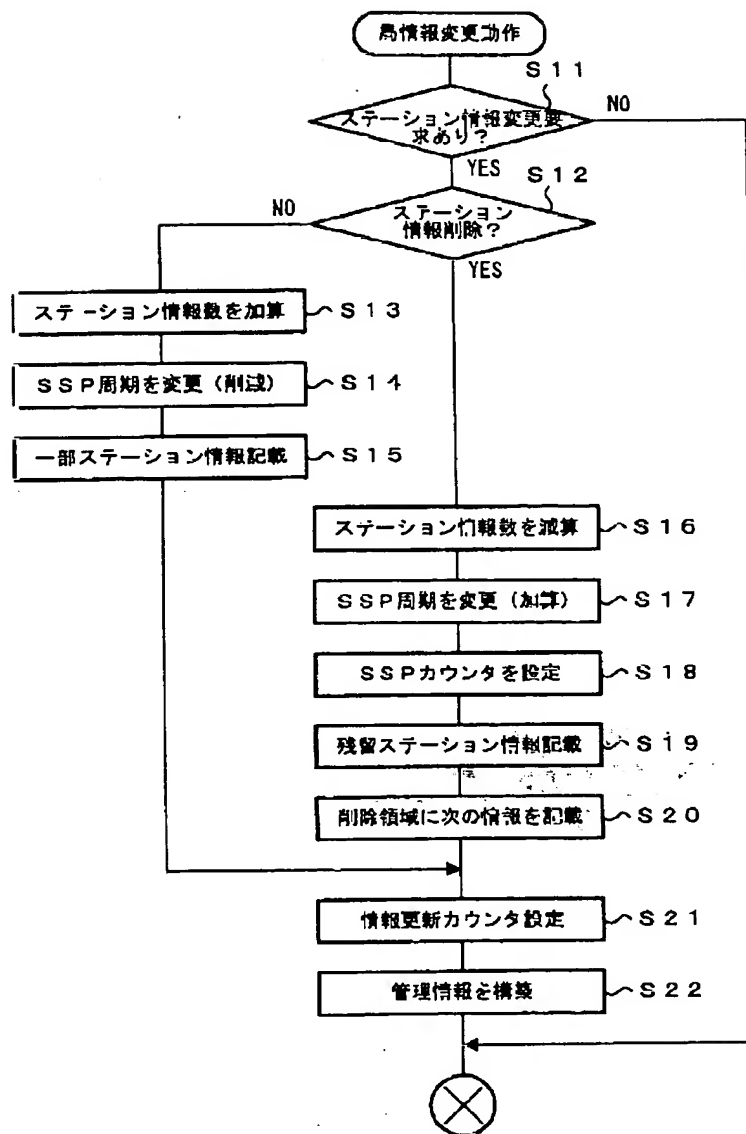 局情報変更動作
S11
NO
ステーション情報変更要
求あり?
YES
S12
NO
ステーション
情報削除?
YES
ステーション情報数を加算
S13
SSP周期を変更(削減)
S14
一部ステーション情報記載
S15
ステーション情報数を減算
S16
SSP周期を変更(加算)
S17
SSPカウンタを設定
S18
残留ステーション情報記載
S19
削除領域に次の情報を記載
S20
情報更新カウンタ設定
S21
管理情報を構築
S22